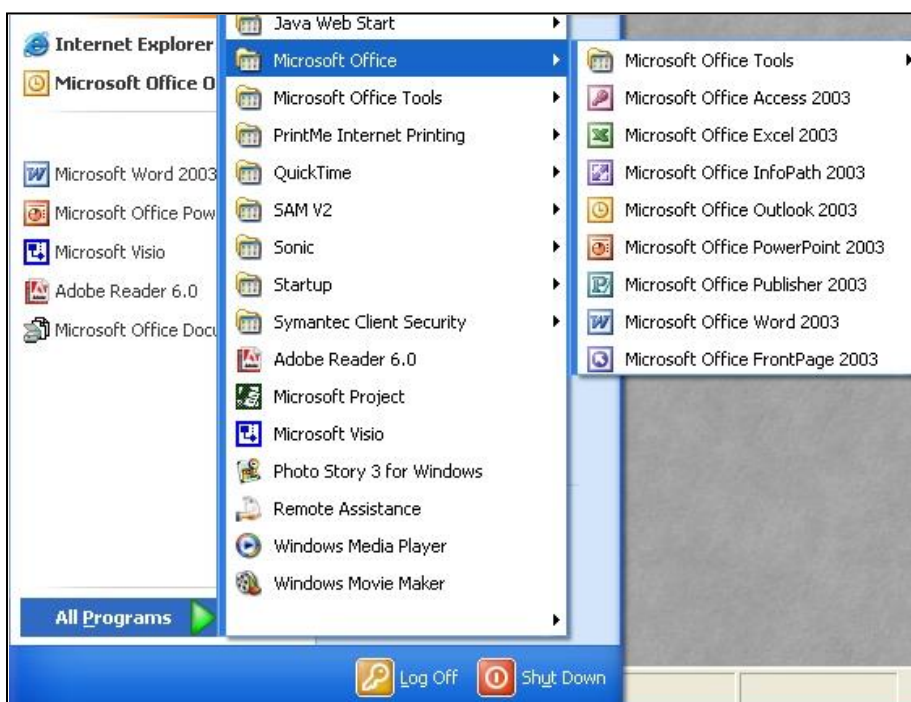 Internet Explorer
Microsoft Office O
Microsoft Word 2003
Microsoft Office Pow
Microsoft Visio
Adobe Reader 6.0
Microsoft Office Docu
All Programs
Java Web Start
Microsoft Office
Microsoft Office Tools
PrintMe Internet Printing
QuickTime
SAM V2
Sonic
Startup
Symantec Client Security
Adobe Reader 6.0
Microsoft Project
Microsoft Visio
Photo Story 3 for Windows
Remote Assistance
Windows Media Player
Windows Movie Maker
Microsoft Office Tools
Microsoft Office Access 2003
Microsoft Office Excel 2003
Microsoft Office InfoPath 2003
Microsoft Office Outlook 2003
Microsoft Office PowerPoint 2003
Microsoft Office Publisher 2003
Microsoft Office Word 2003
Microsoft Office FrontPage 2003
Log Off
Shut Down